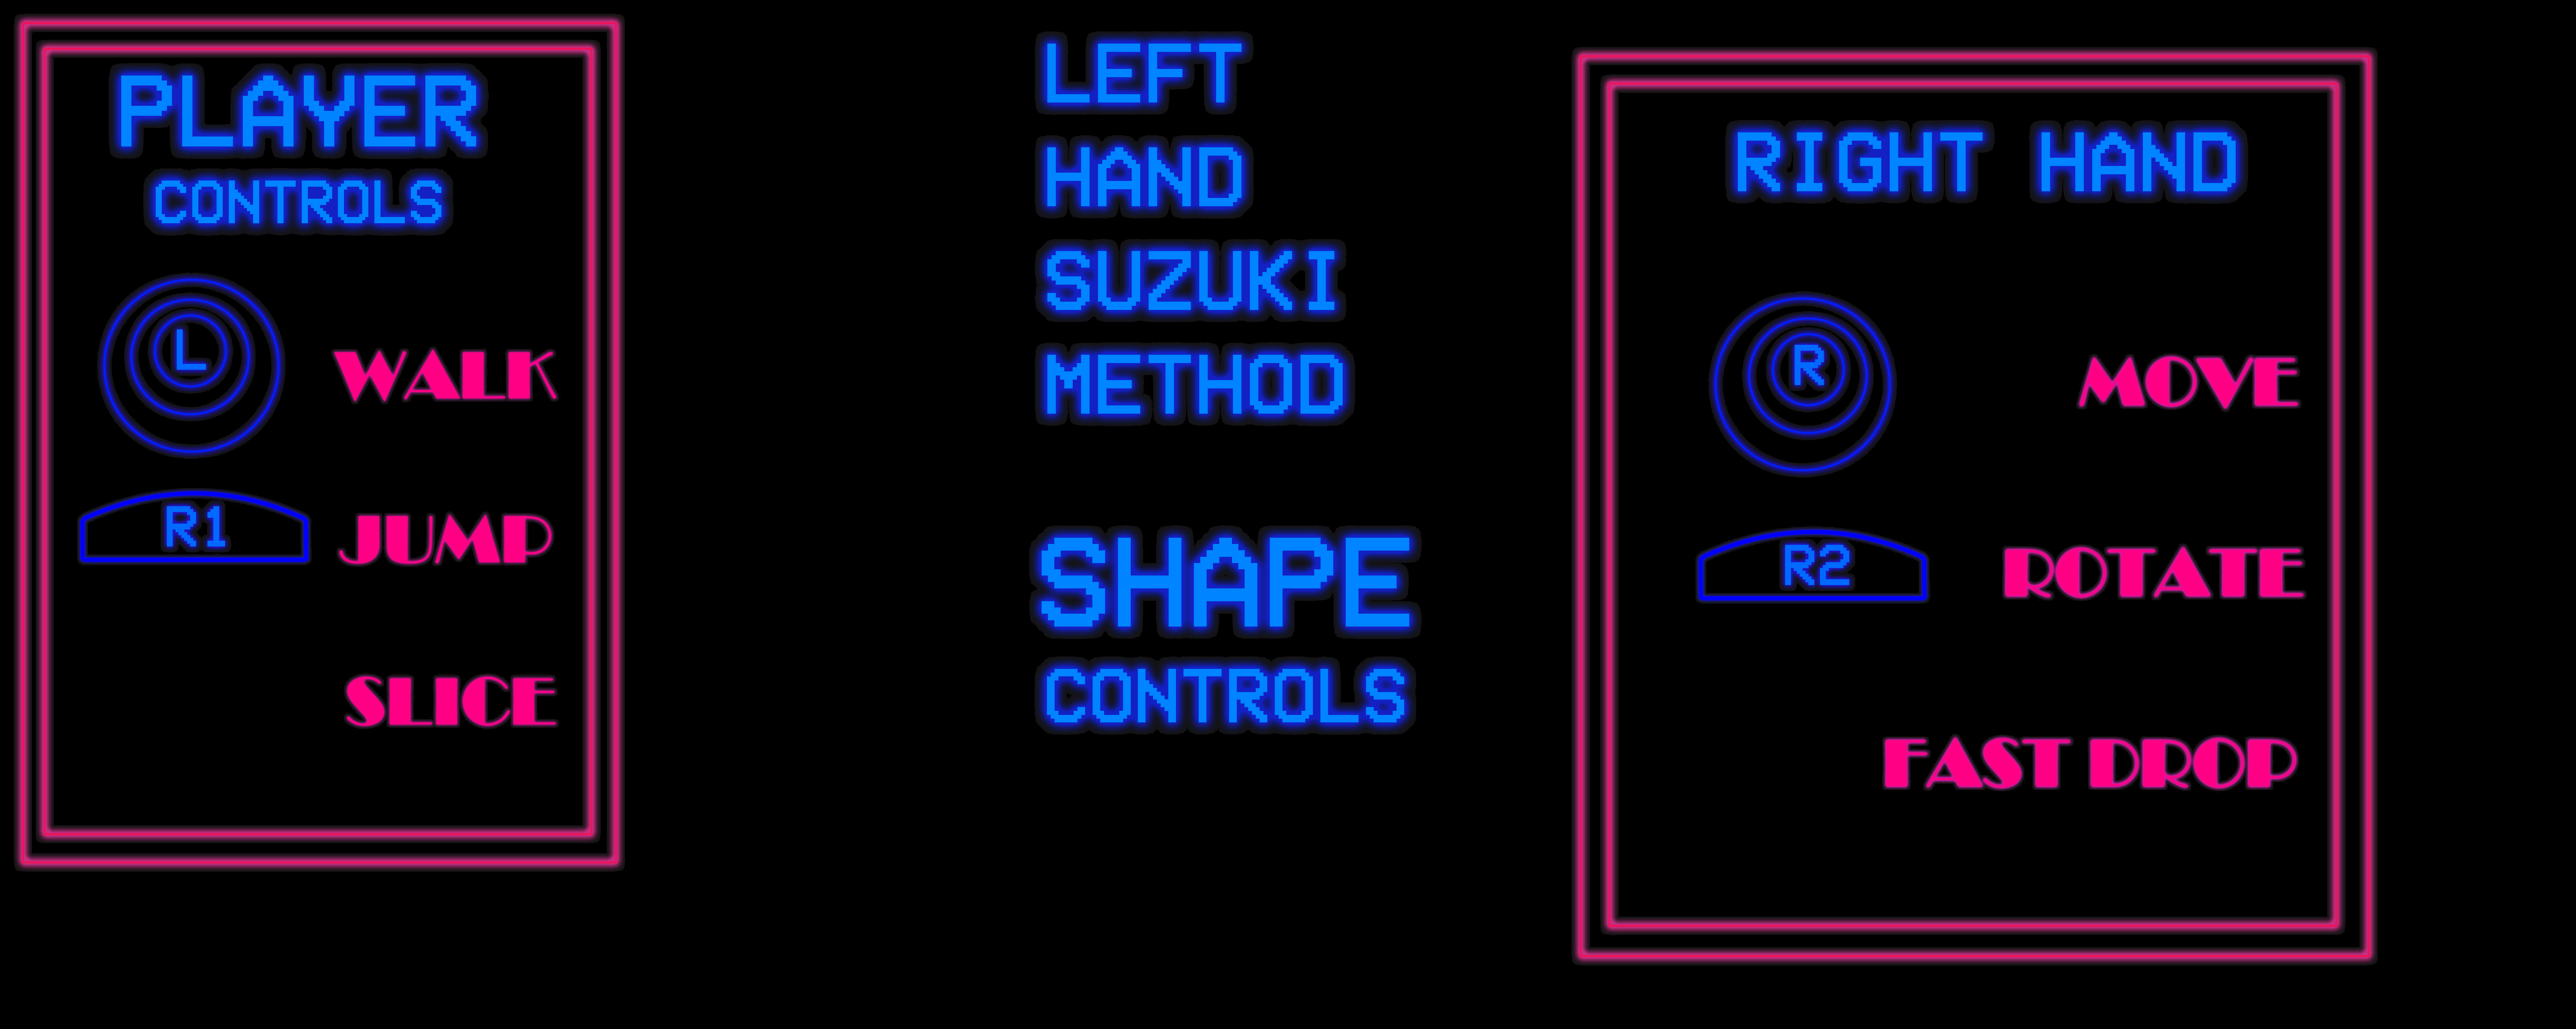 PLAYER
CONTROLS
L
WALK
R1
JUMP
SLICE
LEFT
HAND
SUZUKI
METHOD
SHAPE
CONTROLS
RIGHT HAND
R
MOVE
R2
ROTATE
FAST DROP